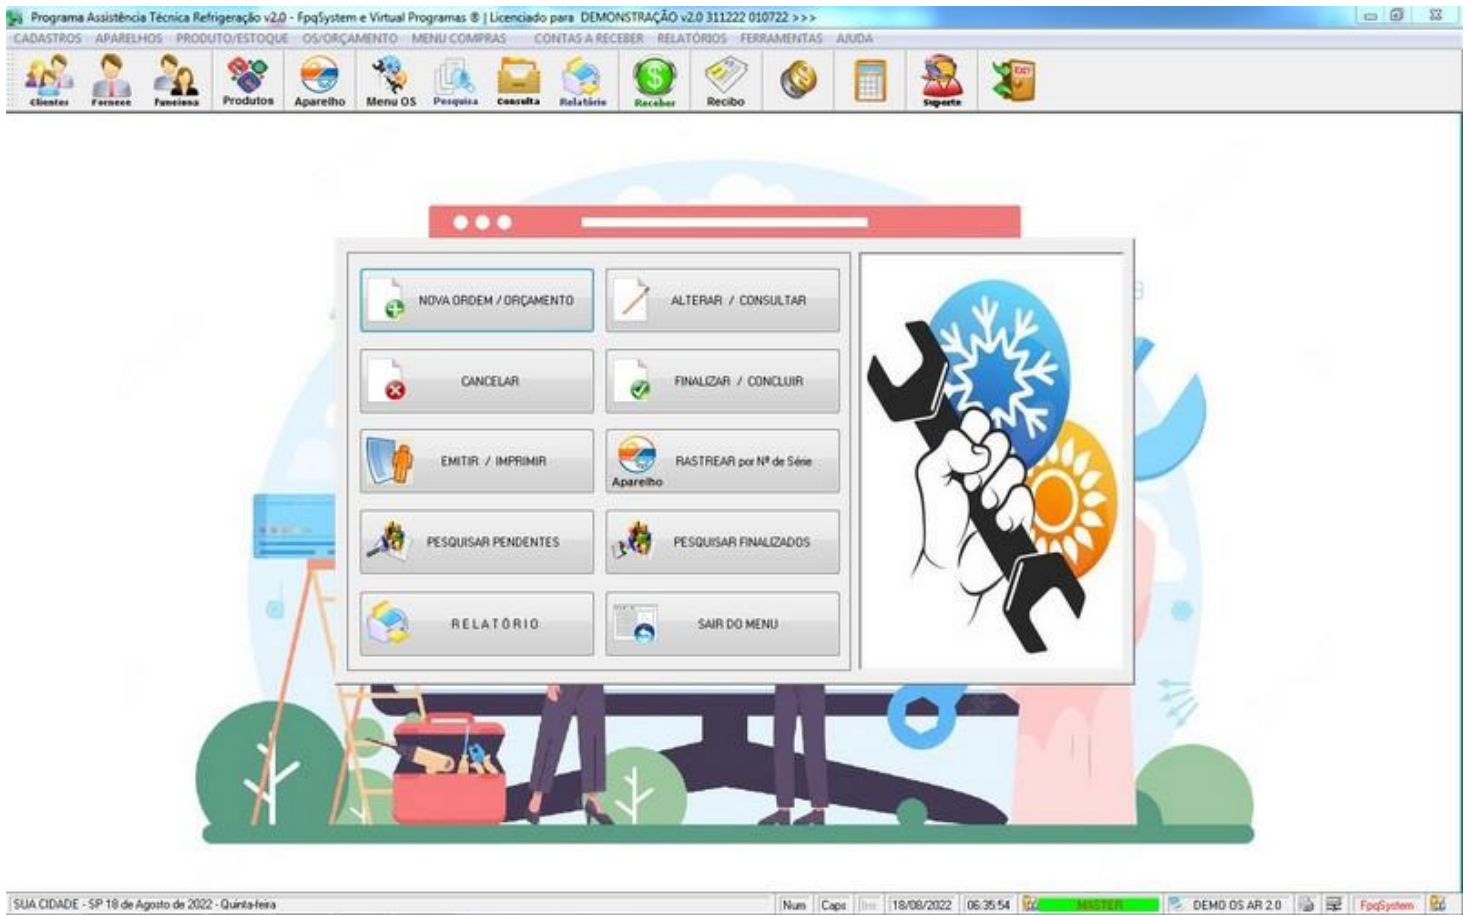 Programa Assistência Técnica Refrigeração v2.0 - FpqSystem e Virtual Programas ® | Licenciado para DEMONSTRAÇÃO v2.0 311222 010722 >>>
CADASTROS APARELHOS PRODUTO/ESTOQUE OS/ORÇAMENTO MENU COMPRAS CONTAS A RECEBER RELATÓRIOS FERRAMENTAS AJUDA
EXIT
Clientes Fornece Funciona Produtos Aparelho Menu OS Pesquisa Consulta Relatório Receber Recibo Suporte
NOVA ORDEM / ORÇAMENTO ALTERAR / CONSULTAR
CANCELAR FINALIZAR / CONCLUIR
EMITIR / IMPRIMIR RASTREAR por Nª de Série
Aparelho
PESQUISAR PENDENTES PESQUISAR FINALIZADOS
RELATÓRIO SAIR DO MENU
SUA CIDADE - SP 18 de Agosto de 2022 - Quinta-feira Num Caps Ins 18/08/2022 06:35:54 MASTER DEMO OS AR 2.0 FpqSystem